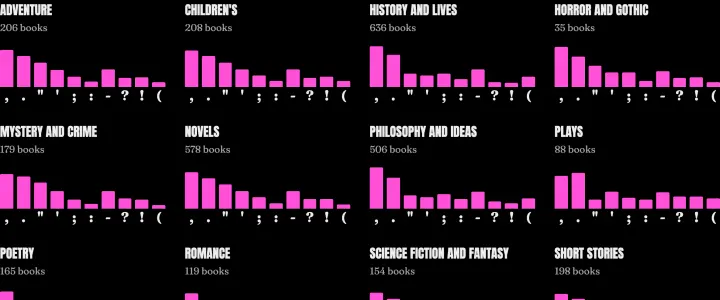 ADVENTURE
206 books
, . " ' ; : - ? ! (
CHILDREN'S
208 books
, . " ' ; : - ? ! (
HISTORY AND LIVES
636 books
, . " ' ; : - ? ! (
HORROR AND GOTHIC
35 books
, . " ' ; : - ? ! (
MYSTERY AND CRIME
179 books
, . " ' ; : - ? ! (
NOVELS
578 books
, . " ' ; : - ? ! (
PHILOSOPHY AND IDEAS
506 books
, . " ' ; : - ? ! (
PLAYS
88 books
, . " ' ; : - ? ! (
POETRY
165 books
ROMANCE
119 books
SCIENCE FICTION AND FANTASY
154 books
SHORT STORIES
198 books